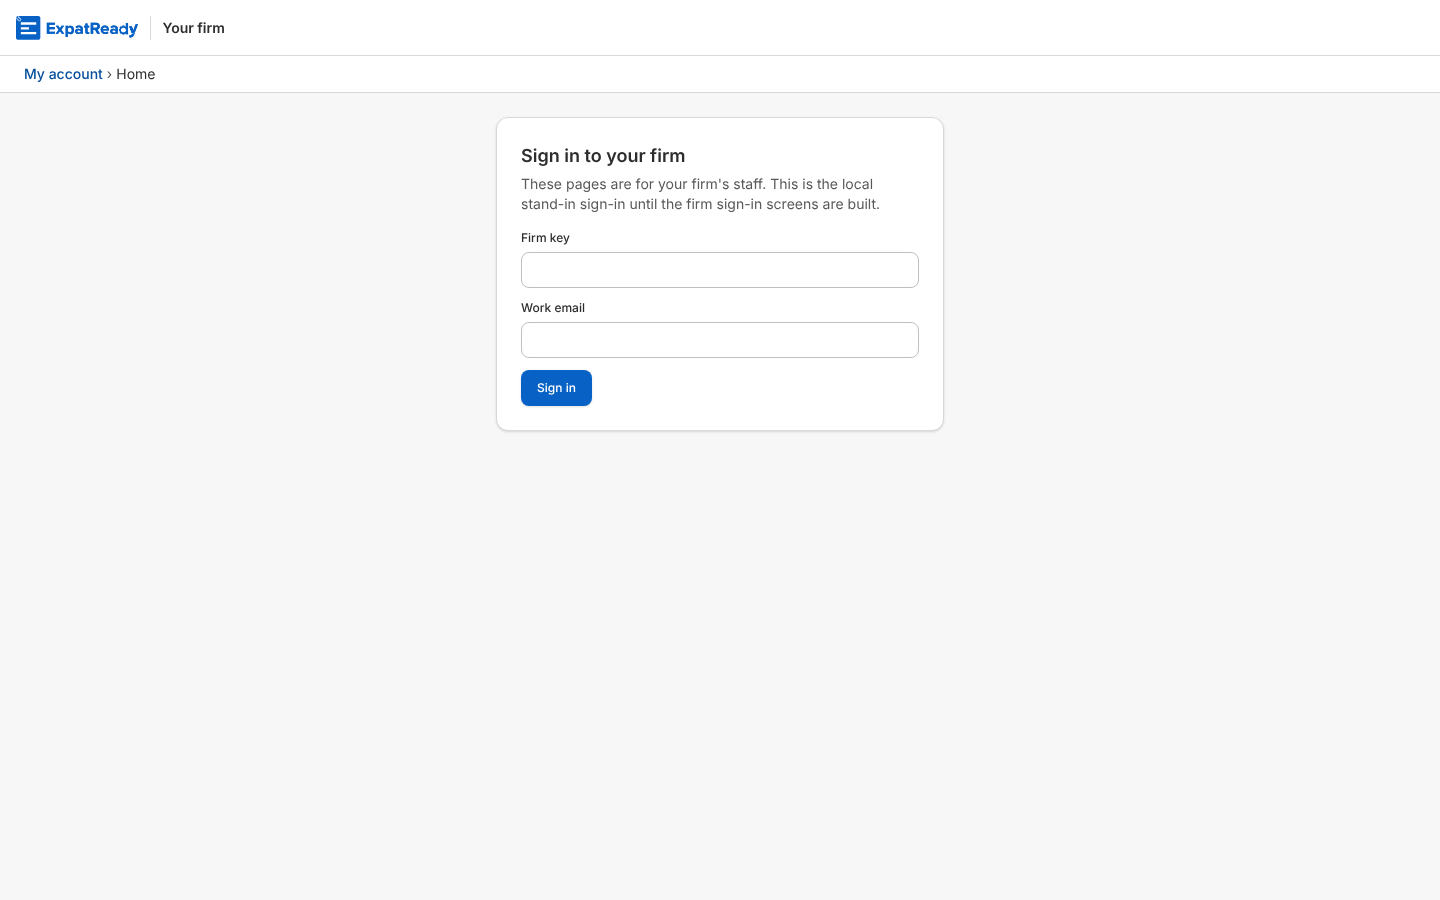 ExpatReady
Your firm
My account › Home
Sign in to your firm
These pages are for your firm's staff. This is the local
stand-in sign-in until the firm sign-in screens are built.
Firm key
Work email
Sign in